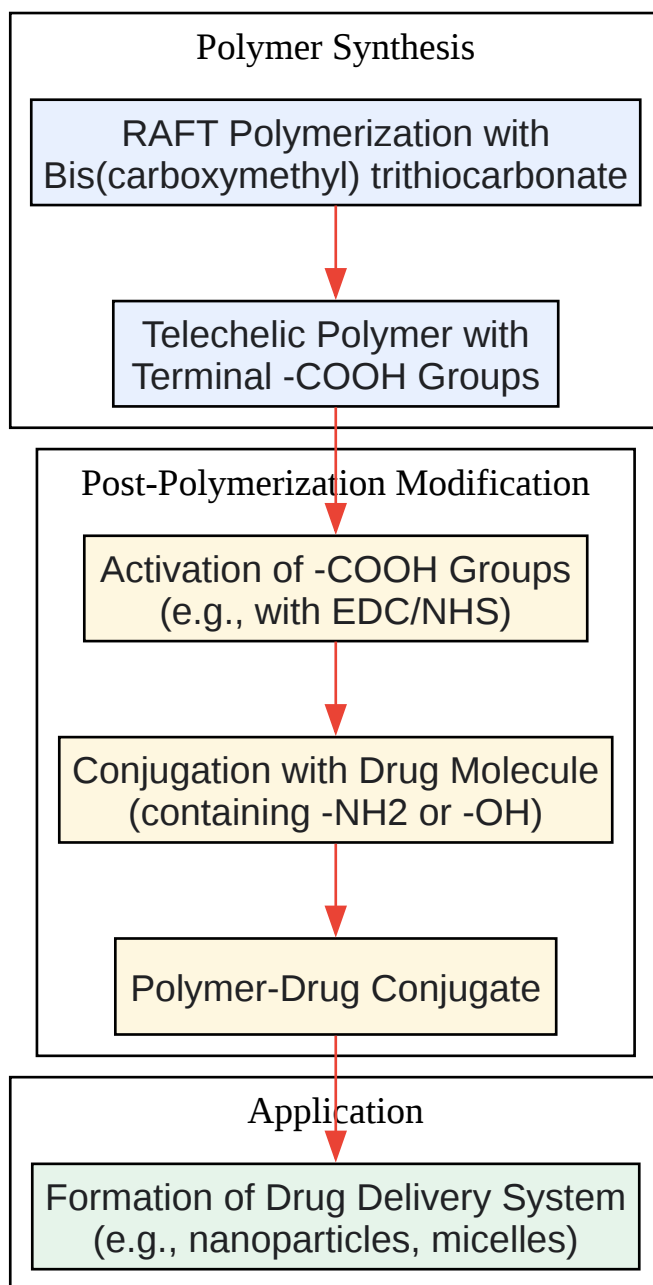 Polymer Synthesis
RAFT Polymerization with
Bis(carboxymethyl) trithiocarbonate
Telechelic Polymer with
Terminal -COOH Groups
Post-Polymerization Modification
Activation of -COOH Groups
(e.g., with EDC/NHS)
Conjugation with Drug Molecule
(containing -NH2 or -OH)
Polymer-Drug Conjugate
Application
Formation of Drug Delivery System
(e.g., nanoparticles, micelles)